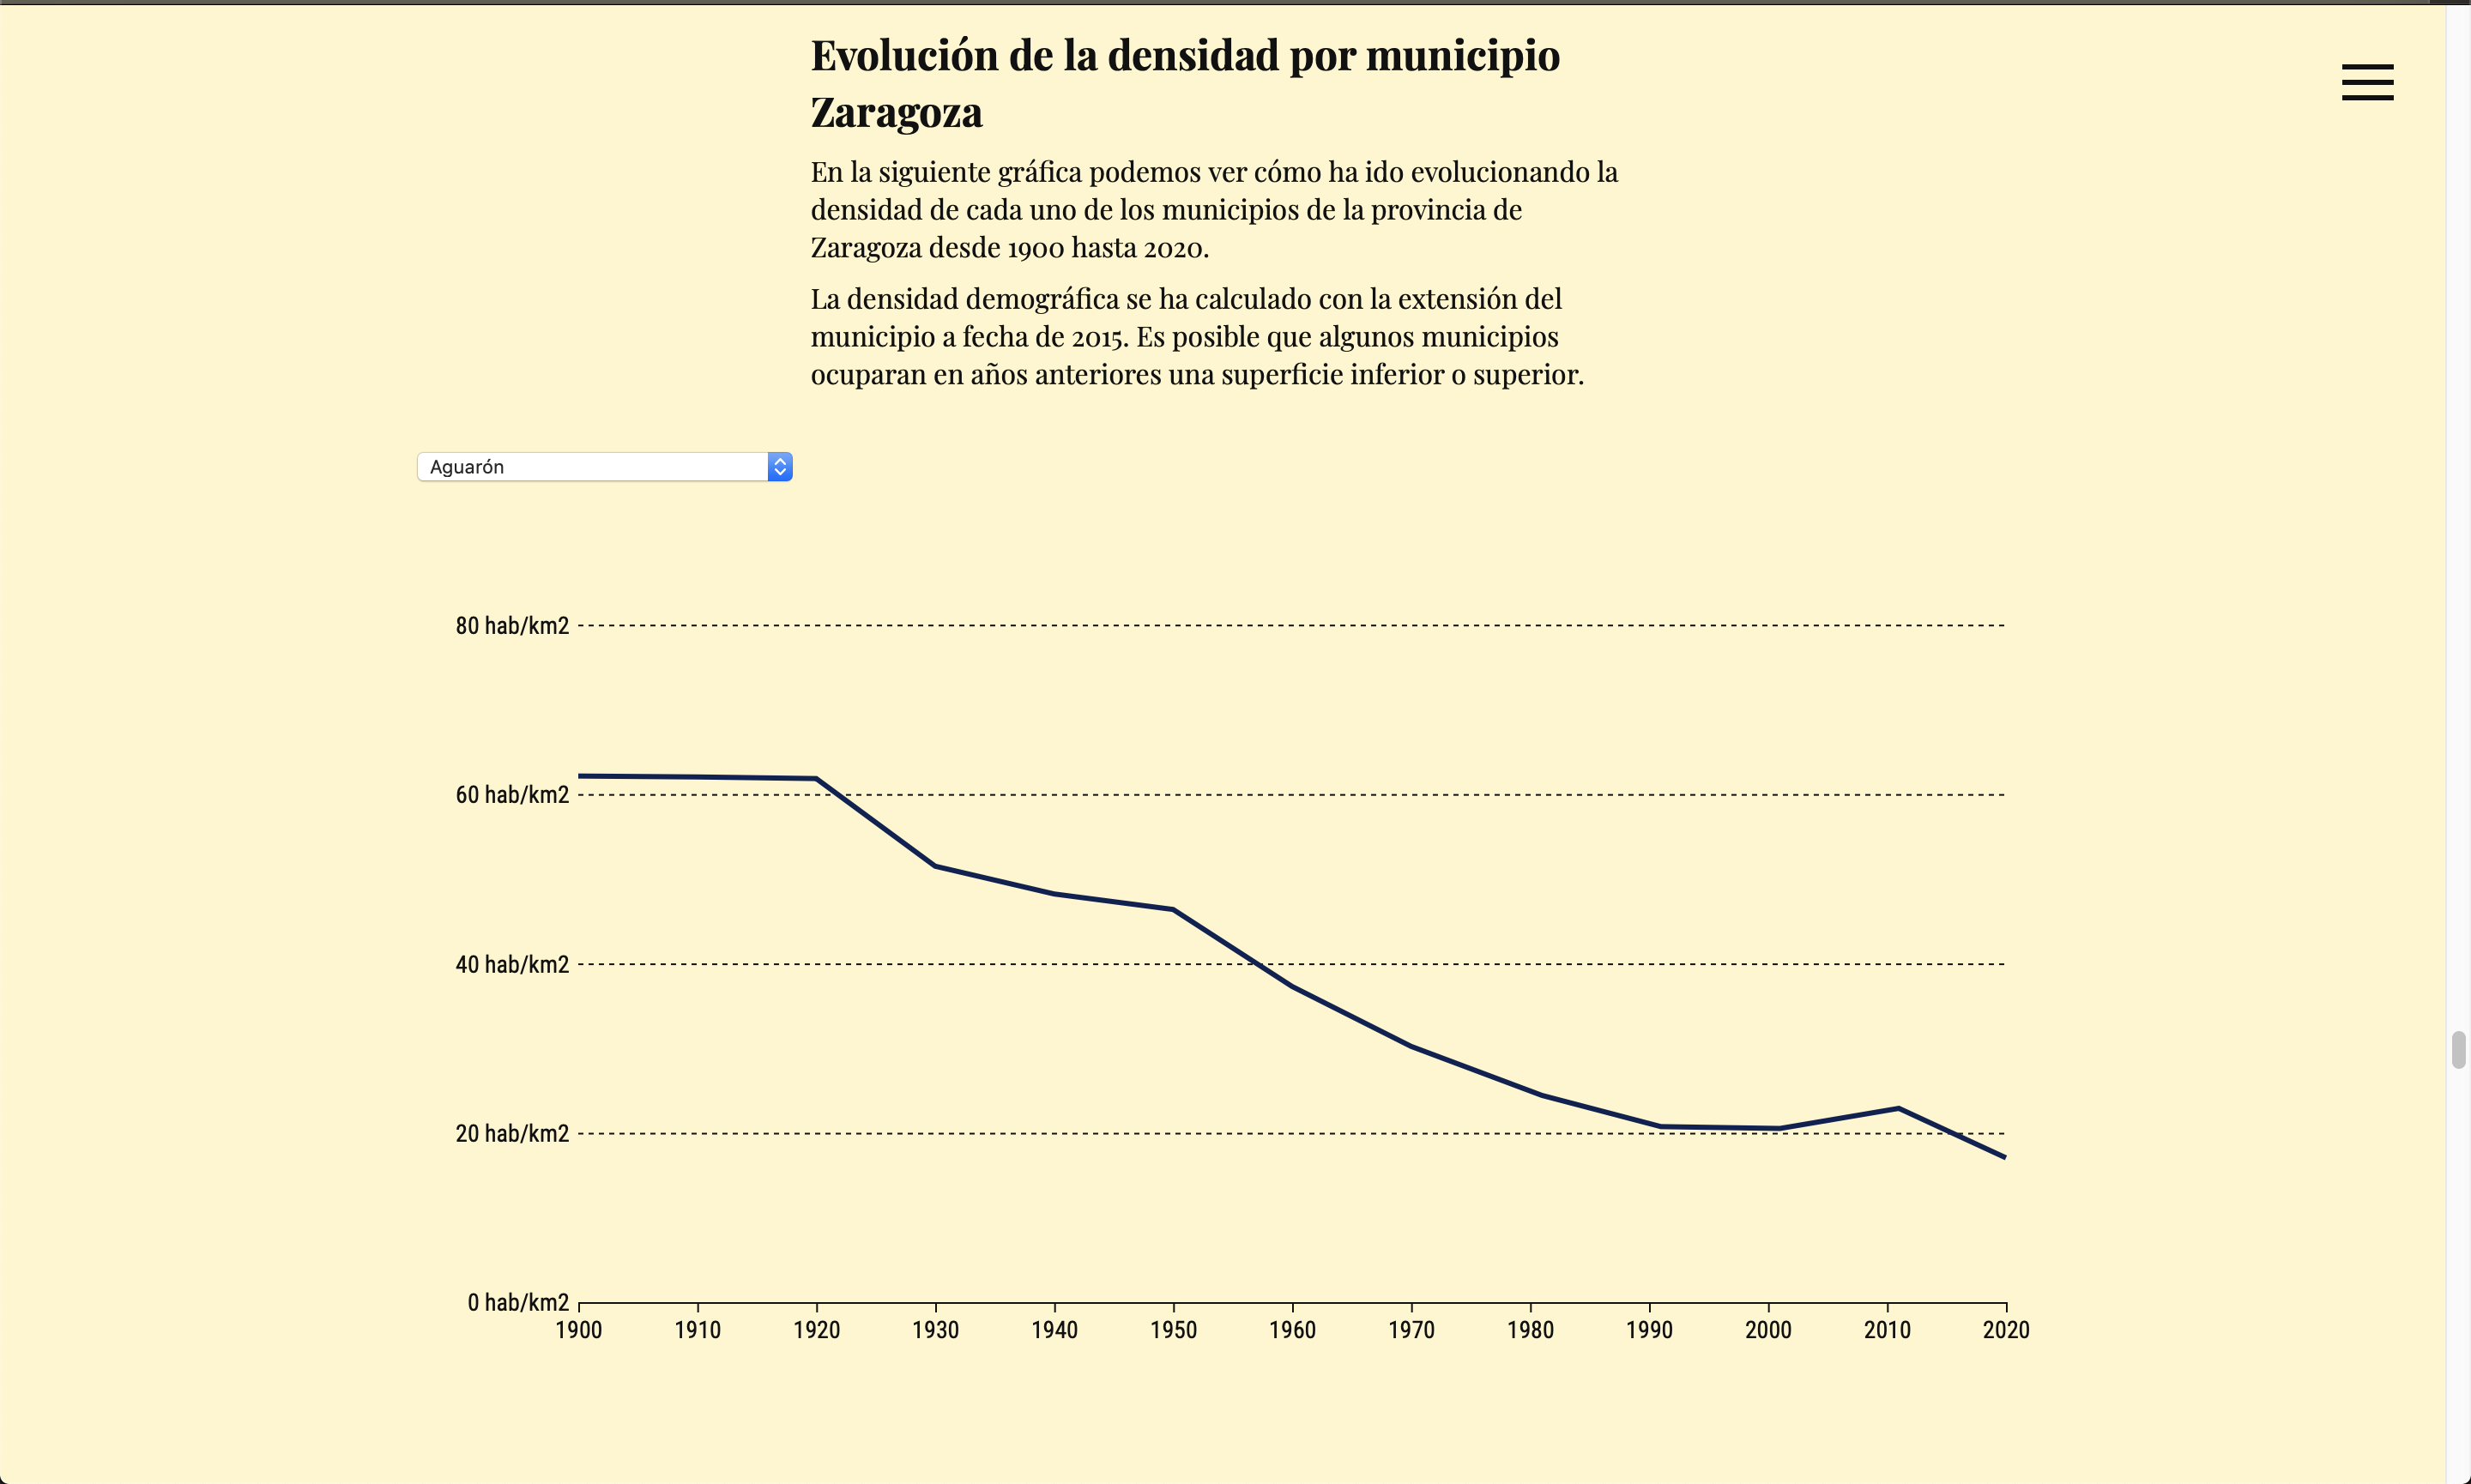 Evolución de la densidad por municipio
Zaragoza
En la siguiente gráfica podemos ver cómo ha ido evolucionando la
densidad de cada uno de los municipios de la provincia de
Zaragoza desde 1900 hasta 2020.
La densidad demográfica se ha calculado con la extensión del
municipio a fecha de 2015. Es posible que algunos municipios
ocuparan en años anteriores una superficie inferior o superior.
Aguarón
80 hab/km2
60 hab/km2
40 hab/km2
20 hab/km2
0 hab/km2
1900 1910 1920 1930 1940 1950 1960 1970 1980 1990 2000 2010 2020